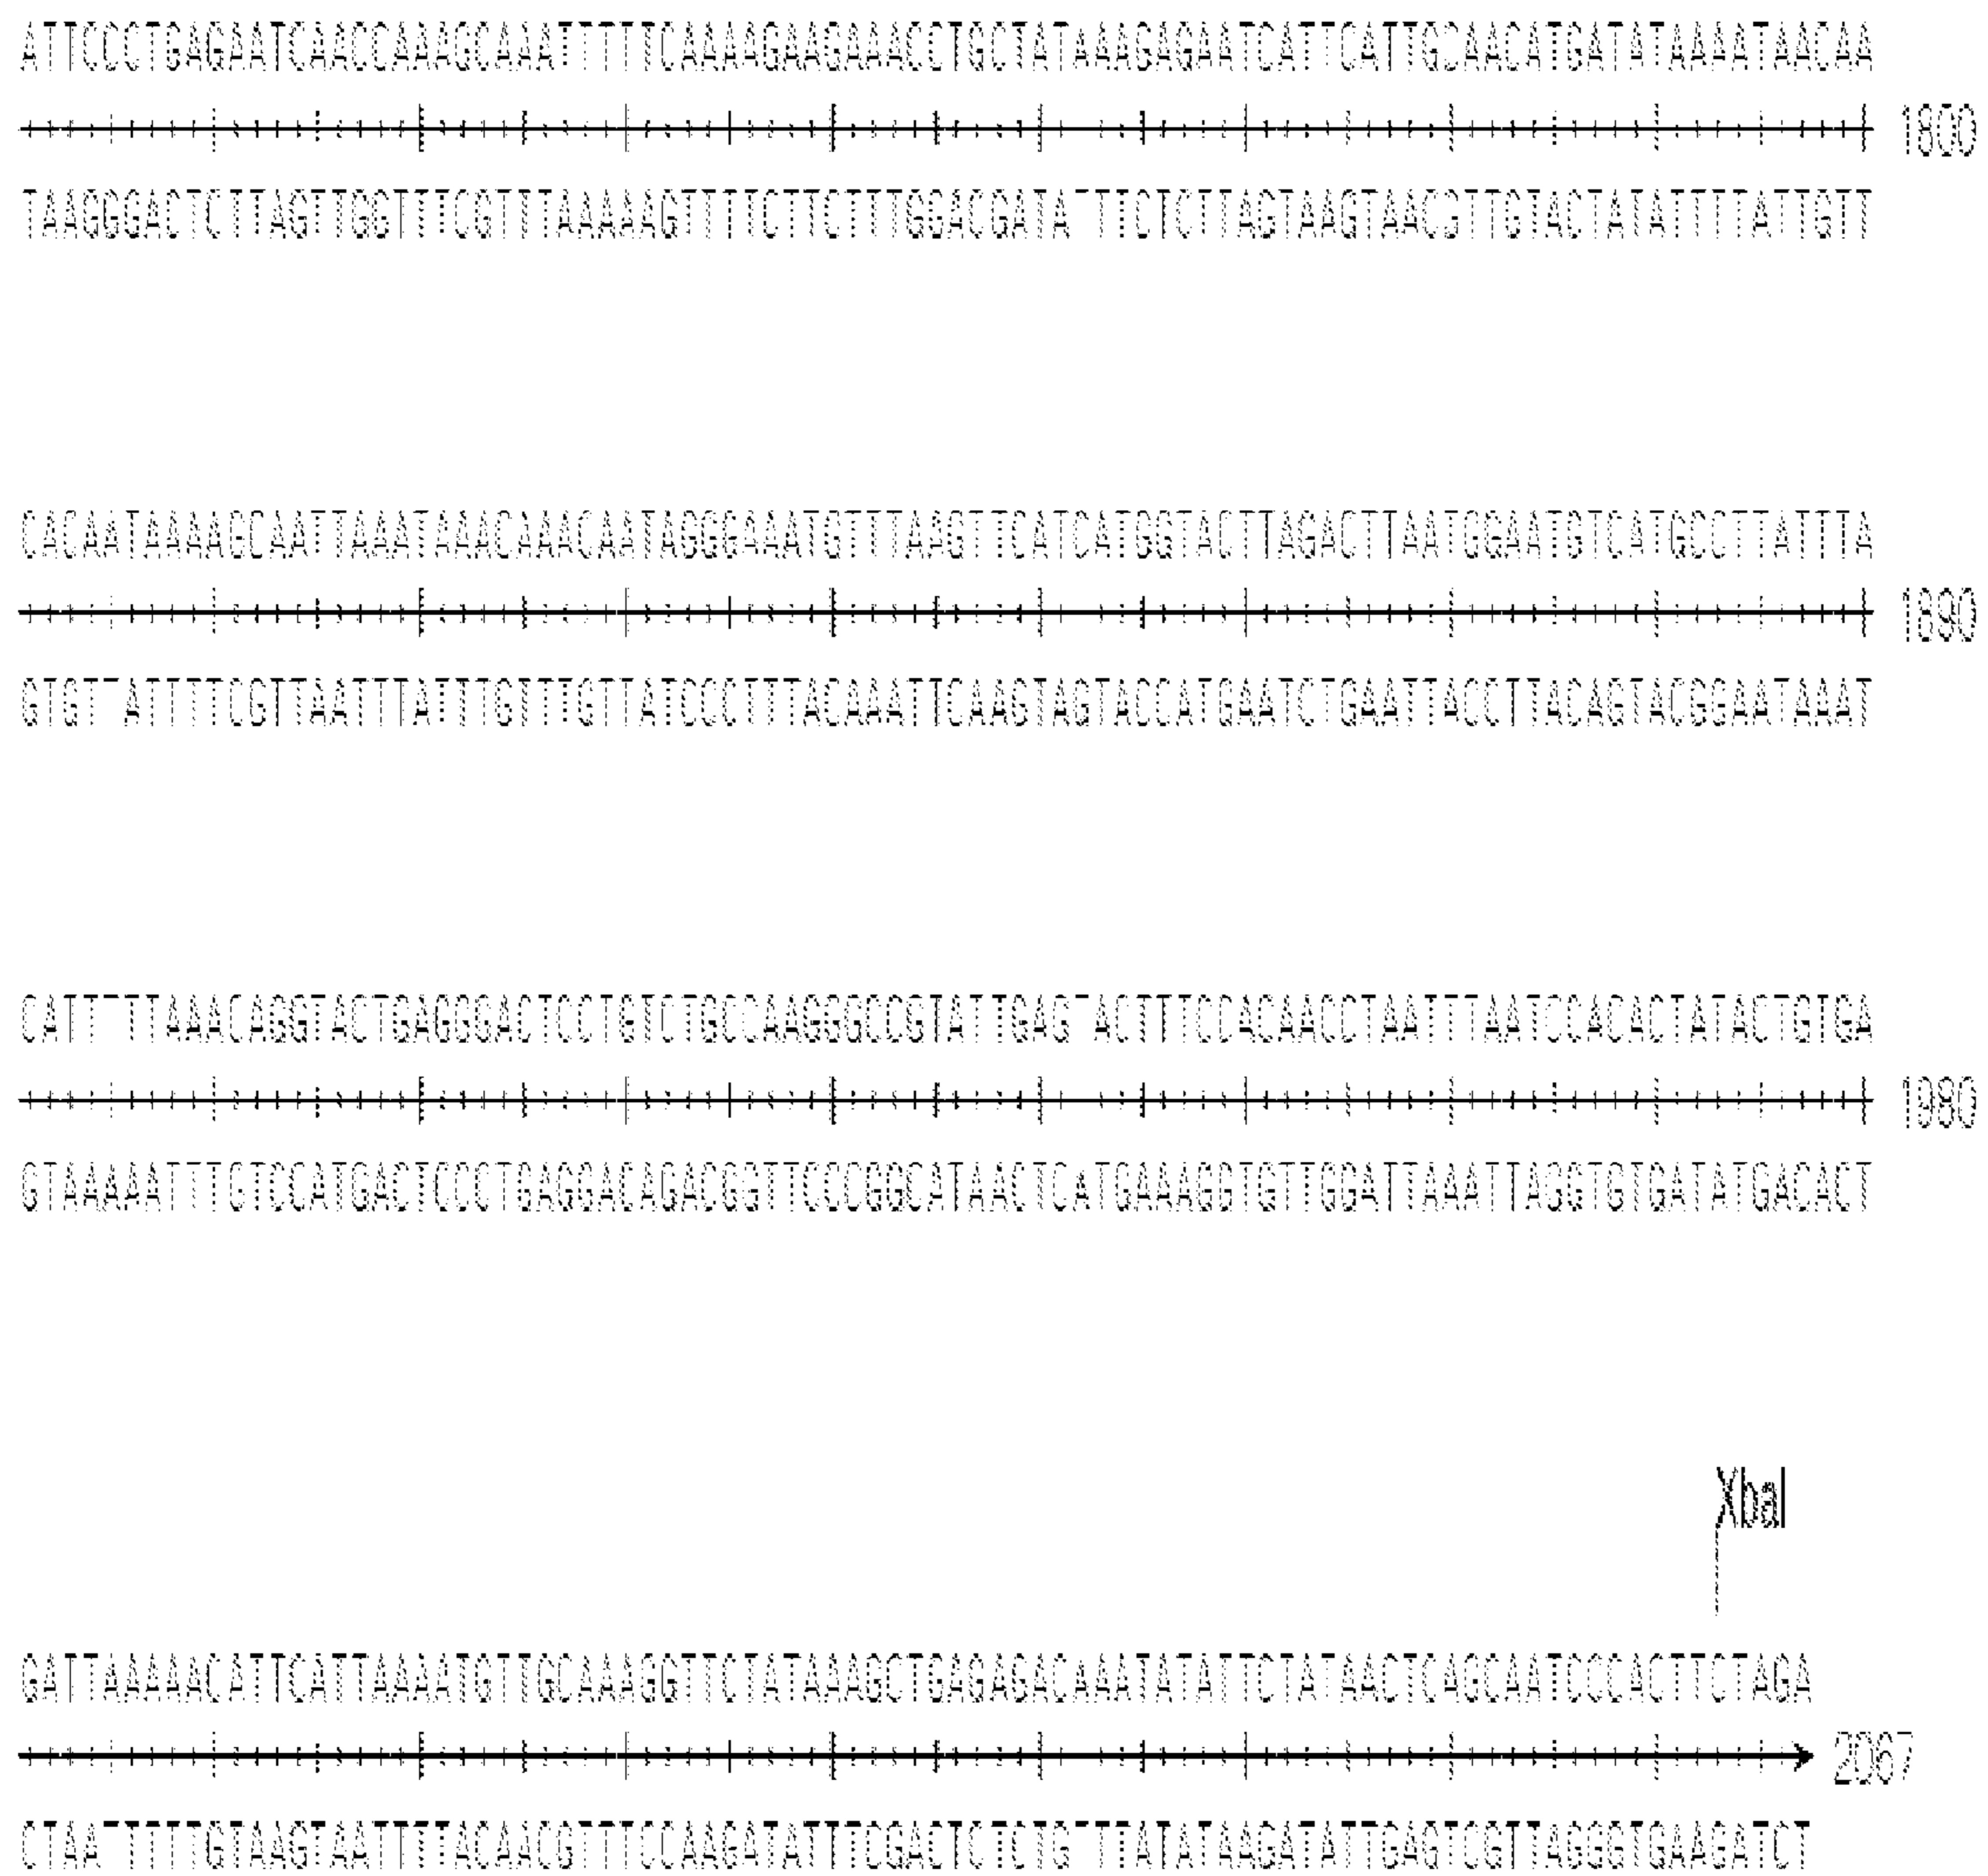 ATTCCCTGAGAATCAACCAAAGCAAATTTTTCAAAAGAAGAAACCTGCTATAAAGAGAATCATTCATTGCAACATGATATAAAATAACAA
1800
TAAGGGACTCTTAGTTGGTTTCGTTTAAAAAGTTTTCTTCTTTGGACGATATTTCTCTTAGTAAGTAACGTTGTACTATATTTTATTGTT
CACAATAAAAGCAATTAAATAAACAAACAATAGGGAAATGTTTAAGTTCATCATGGTACTTAGACTTAATGGAATGTCATGCCTTATTTA
1890
GTGTTATTTTCGTTAATTTATTTGTTTGTTATCCCTTTACAAATTCAAGTAGTACCATGAATCTGAATTACCTTACAGTACGGAATAAAT
CATTTTTAAACAGGTACTGAGGGACTCCTGTCTGCCAAGGGCCGTATTGAGTACTTTCCACAACCTAATTTAATCCACACTATACTGTGA
1980
GTAAAAATTTGTCCATGACTCCCTGAGGACAGACGGTTCCCGGCATAACTCATGAAAGGTGTTGGATTAAATTAGGTGTGATATGACACT
XbaI
GATTAAAAACATTCATTAAAATGTTGCAAAGGTTCTATAAAGCTGAGAGACAAATATATTCTATAACTCAGCAATCCCACTTCTAGA
2067
CTAATTTTTGTAAGTAATTTTACAACGTTTCCAAGATATTTCGACTCTCTGTTTATATAAGATATTGAGTCGTTAGGGTGAAGATCT